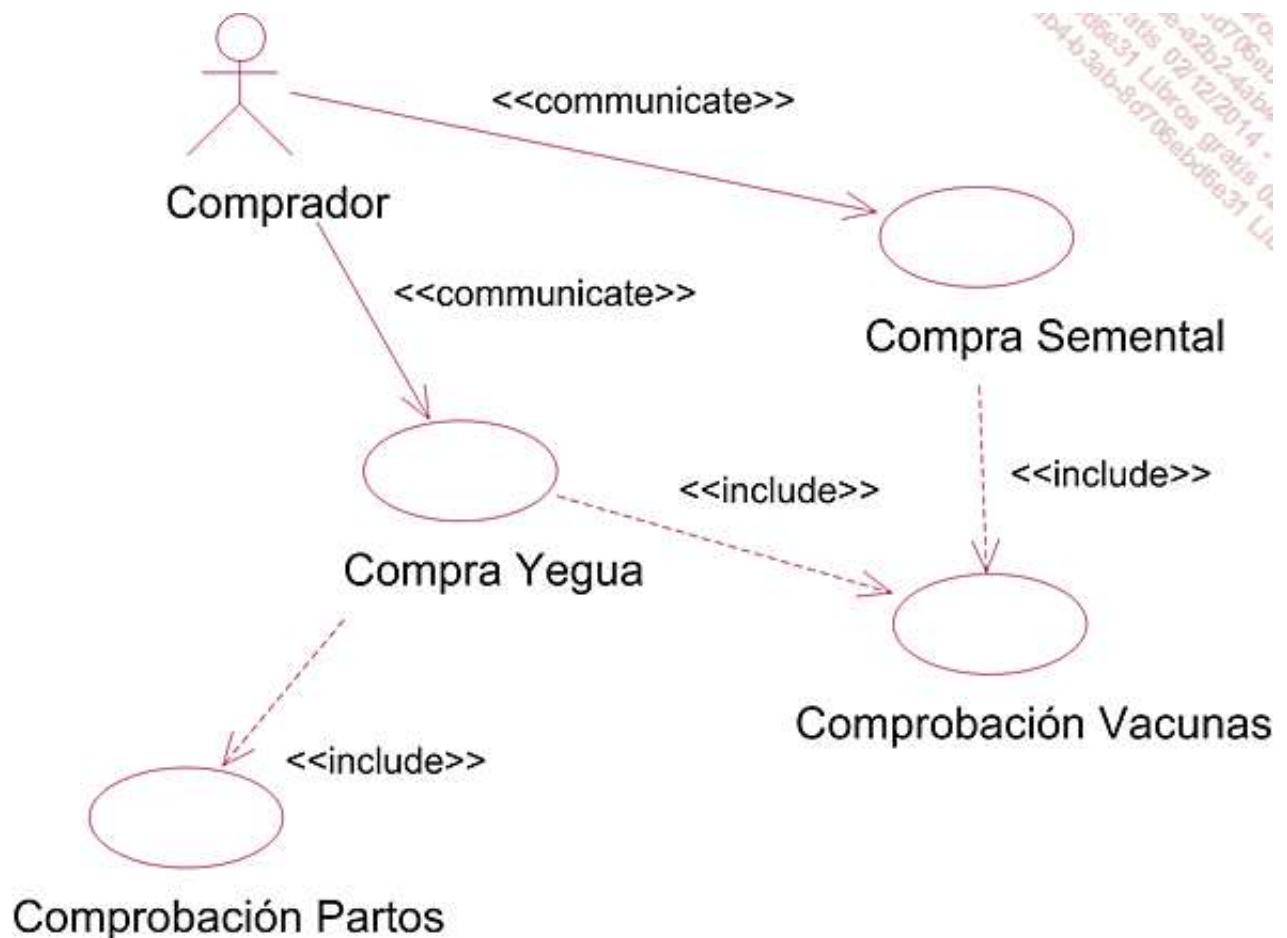 <<communicate>>
Comprador
<<communicate>>
Compra Semental
<<include>>
<<include>>
Compra Yegua
Comprobación Vacunas
<<include>>
Comprobación Partos